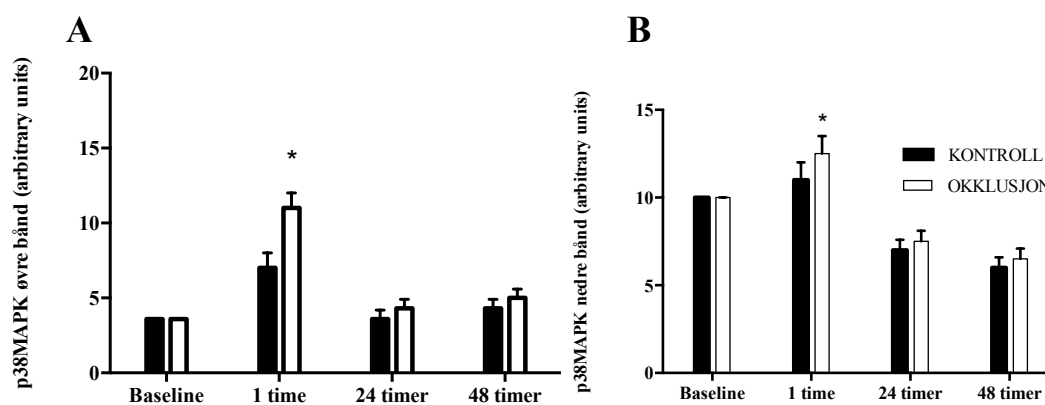 A
p38MAPK øvre bånd (arbitrary units)
20
15
10
5
0
*
Baseline
1 time
24 timer
48 timer
B
p38MAPK nedre bånd (arbitrary units)
15
10
5
0
*
KONTROLL
OKKLUSJON
Baseline
1 time
24 timer
48 timer